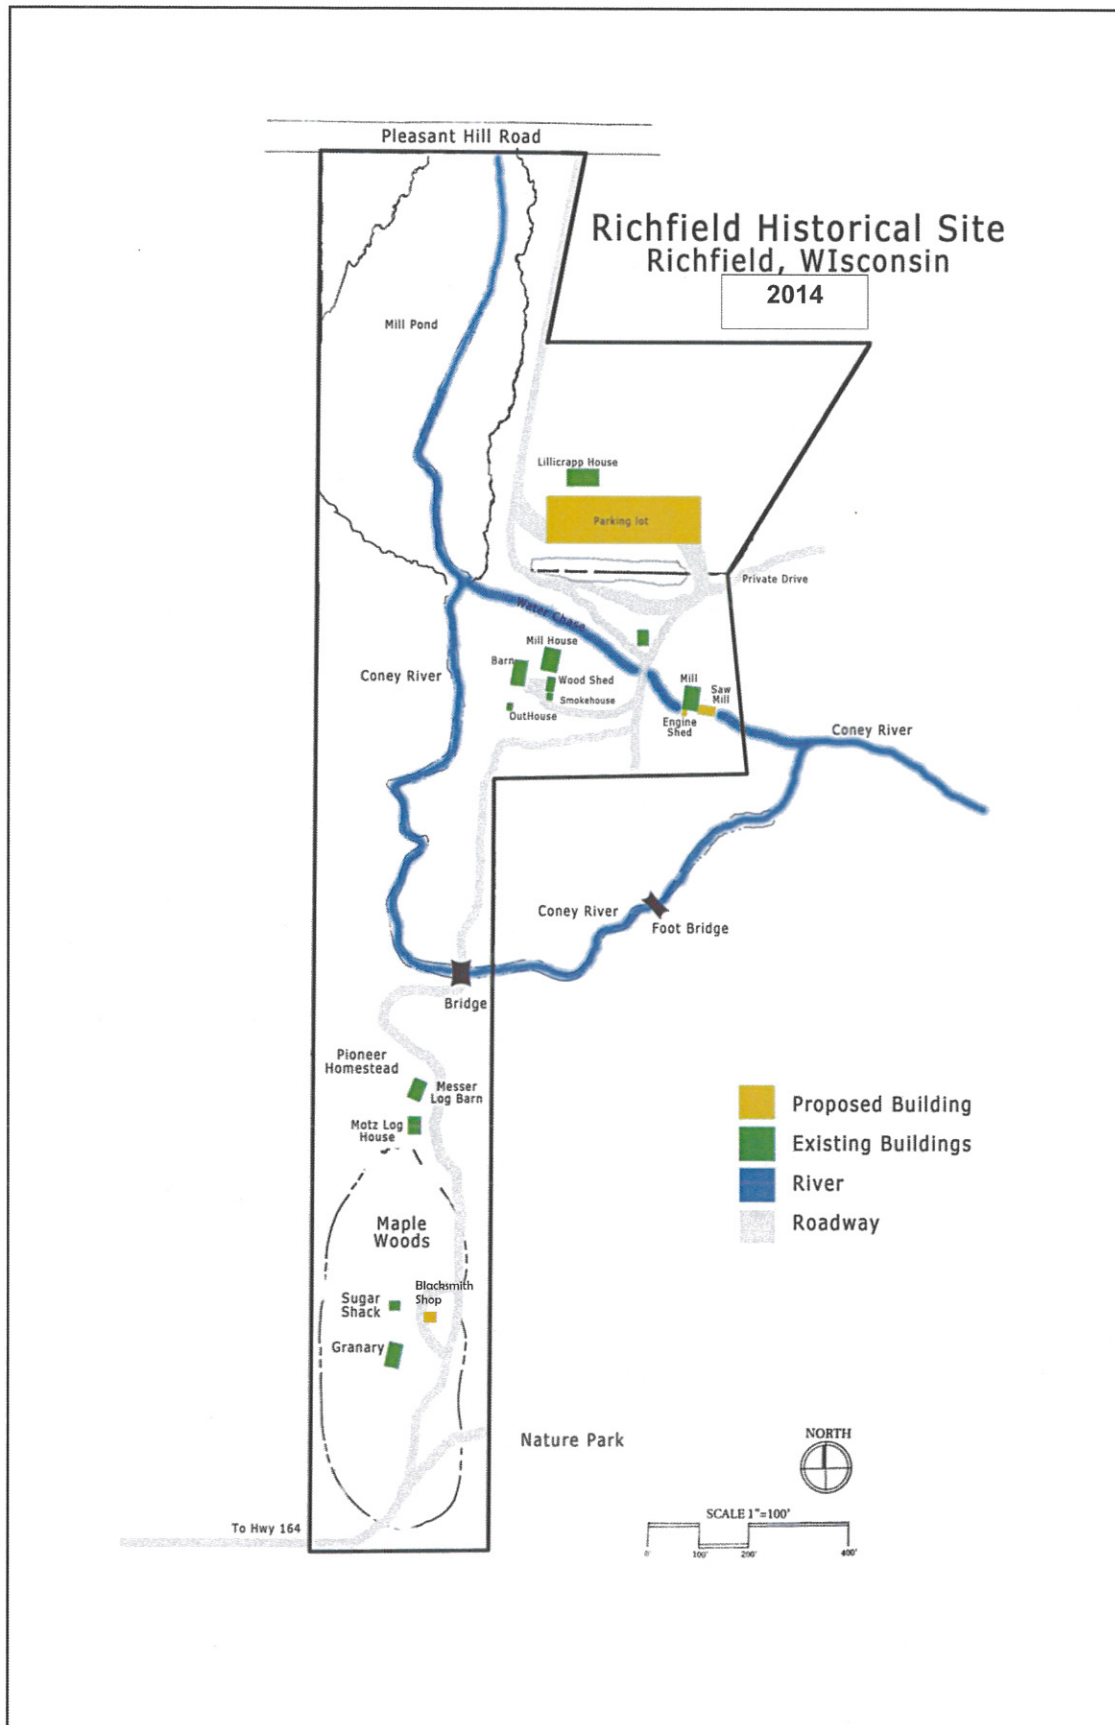 Pleasant Hill Road
Richfield Historical Site
Richfield, WIsconsin
2014
Mill Pond
Lillicrapp House
Parking lot
Private Drive
Water Chase
Mill House
Barn
Coney River
Wood Shed
Smokehouse
OutHouse
Mill
Saw
Mill
Engine
Shed
Coney River
Coney River
Foot Bridge
Bridge
Pioneer
Homestead
Messer
Log Barn
Motz Log
House
Proposed Building
Existing Buildings
River
Roadway
Maple
Woods
Blacksmith
Shop
Sugar
Shack
Granary
Nature Park
NORTH
To Hwy 164
SCALE 1"=100'
0' 100' 200' 400'